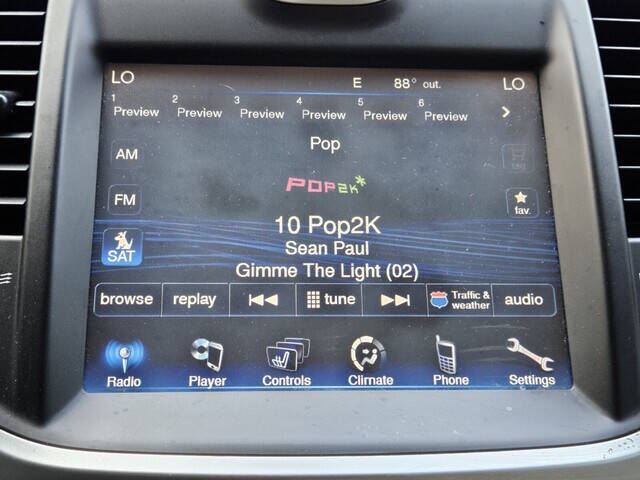 LO E 88° out. LO
1 2 3 4 5 6
Preview Preview Preview Preview Preview Preview >
Pop
AM
POP2K*
FM
fav.
10 Pop2K
SAT
Sean Paul
Gimme The Light (02)
browse replay tune Traffic & weather audio
Radio Player Controls Climate Phone Settings